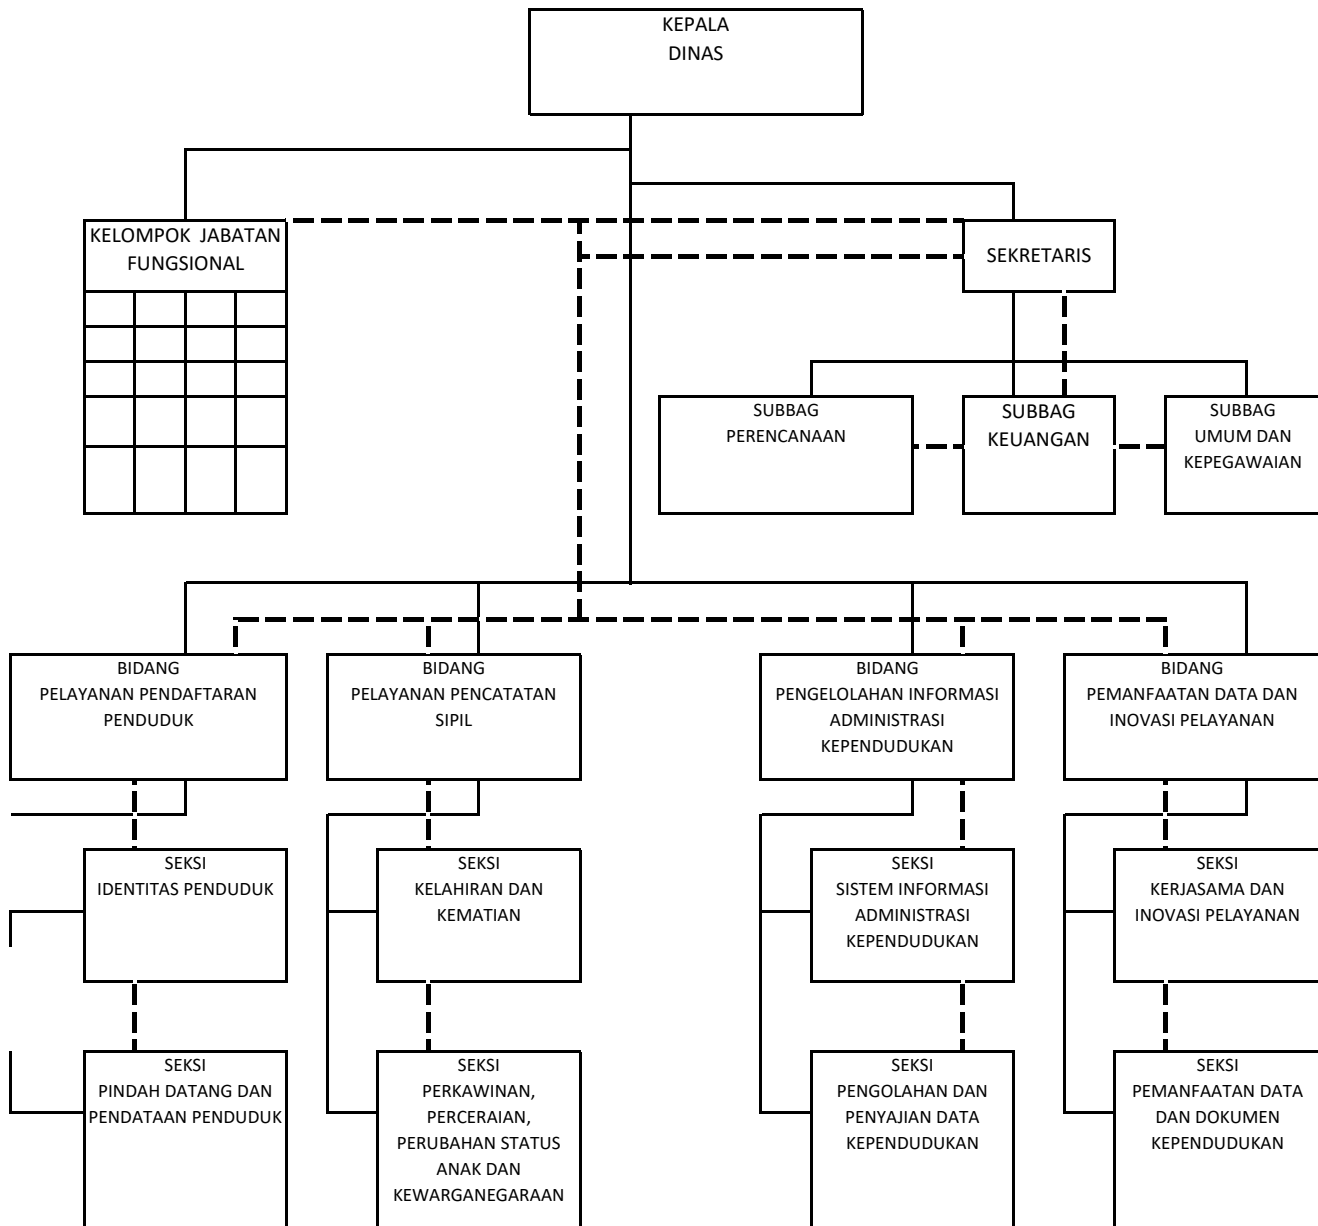 KEPALA
DINAS
KELOMPOK JABATAN
FUNGSIONAL
SEKRETARIS
SUBBAG
PERENCANAAN
SUBBAG
KEUANGAN
SUBBAG
UMUM DAN
KEPEGAWAIAN
BIDANG
PELAYANAN PENDAFTARAN
PENDUDUK
BIDANG
PELAYANAN PENCATATAN
SIPIL
BIDANG
PENGELOLAHAN INFORMASI
ADMINISTRASI
KEPENDUDUKAN
BIDANG
PEMANFAATAN DATA DAN
INOVASI PELAYANAN
SEKSI
IDENTITAS PENDUDUK
SEKSI
KELAHIRAN DAN
KEMATIAN
SEKSI
SISTEM INFORMASI
ADMINISTRASI
KEPENDUDUKAN
SEKSI
KERJASAMA DAN
INOVASI PELAYANAN
SEKSI
PINDAH DATANG DAN
PENDATAAN PENDUDUK
SEKSI
PERKAWINAN,
PERCERAIAN,
PERUBAHAN STATUS
ANAK DAN
KEWARGANEGARAAN
SEKSI
PENGOLAHAN DAN
PENYAJIAN DATA
KEPENDUDUKAN
SEKSI
PEMANFAATAN DATA
DAN DOKUMEN
KEPENDUDUKAN